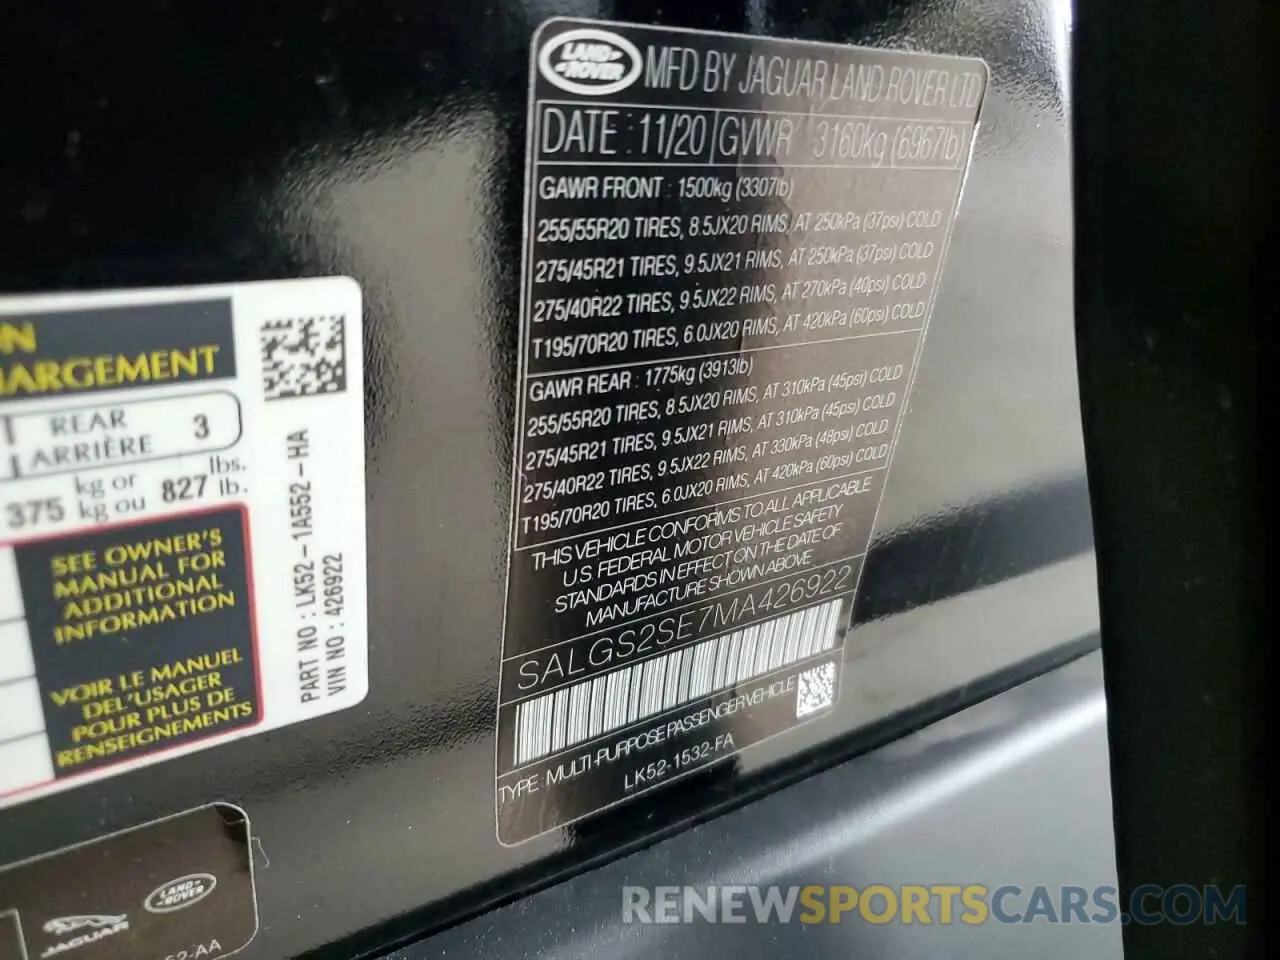 LAND ROVER
MFD BY JAGUAR LAND ROVER LTD
DATE : 11/20 GVWR 3160kg (6967lb)
GAWR FRONT : 1500kg (3307lb)
255/55R20 TIRES, 8.5JX20 RIMS, AT 250kPa (37psi) COLD
275/45R21 TIRES, 9.5JX21 RIMS, AT 250kPa (37psi) COLD
275/40R22 TIRES, 9.5JX22 RIMS, AT 270kPa (40psi) COLD
T195/70R20 TIRES, 6.0JX20 RIMS, AT 420kPa (60psi) COLD
GAWR REAR : 1775kg (3913lb)
255/55R20 TIRES, 8.5JX20 RIMS, AT 310kPa (45psi) COLD
275/45R21 TIRES, 9.5JX21 RIMS, AT 310kPa (45psi) COLD
275/40R22 TIRES, 9.5JX22 RIMS, AT 330kPa (48psi) COLD
T195/70R20 TIRES, 6.0JX20 RIMS, AT 420kPa (60psi) COLD
THIS VEHICLE CONFORMS TO ALL APPLICABLE
U.S. FEDERAL MOTOR VEHICLE SAFETY
STANDARDS IN EFFECT ON THE DATE OF
MANUFACTURE SHOWN ABOVE.
SALGS2SE7MA426922
TYPE : MULTI-PURPOSE PASSENGER VEHICLE
LK52-1532-FA
REAR
ARRIÈRE 3
375 kg or kg ou 827 lbs. lb.
SEE OWNER'S
MANUAL FOR
ADDITIONAL
INFORMATION
VOIR LE MANUEL
DEL'USAGER
POUR PLUS DE
RENSEIGNEMENTS
PART NO : LK52-1A552-HA
VIN NO : 426922
JAGUAR
LAND ROVER
RENEWSPORTSCARS.COM